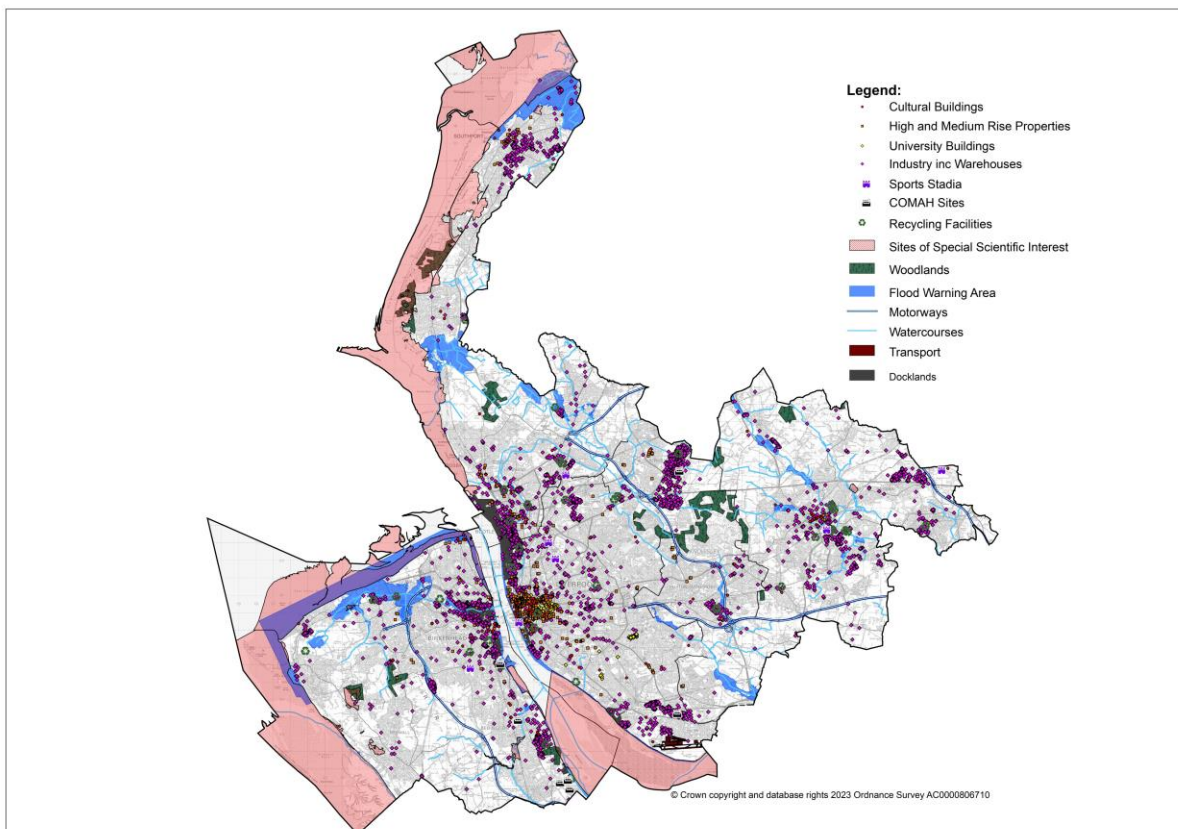 Legend:
Cultural Buildings
High and Medium Rise Properties
University Buildings
Industry inc Warehouses
Sports Stadia
COMAH Sites
Recycling Facilities
Sites of Special Scientific Interest
Woodlands
Flood Warning Area
Motorways
Watercourses
Transport
Docklands
© Crown copyright and database rights 2023 Ordnance Survey AC0000806710